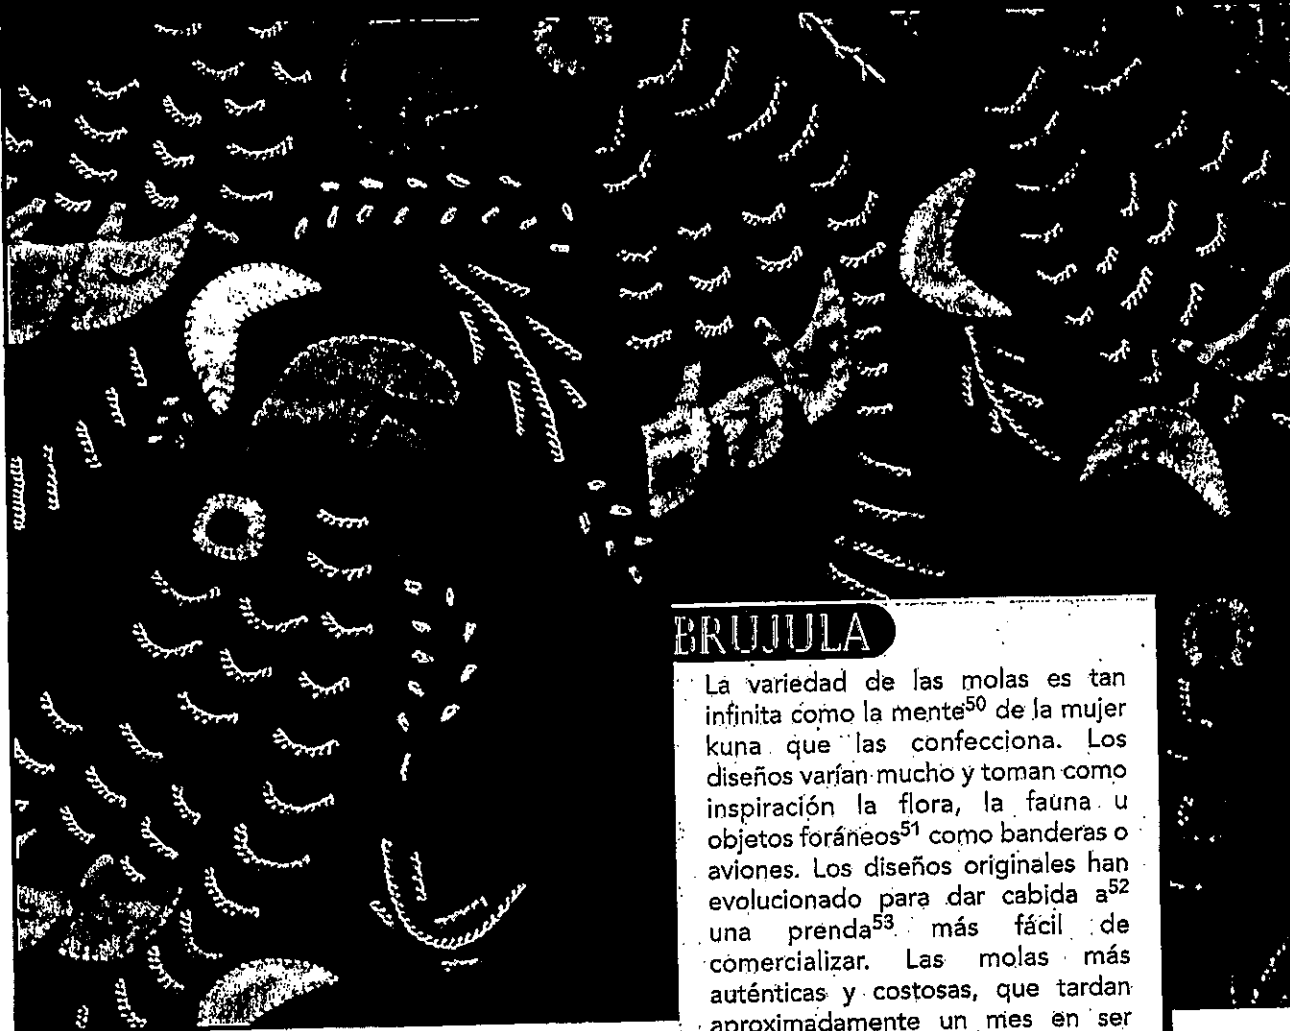 BRUJULA
La variedad de las molas es tan
infinita como la mente50 de la mujer
kuna que las confecciona. Los
diseños varían mucho y toman como
inspiración la flora, la fauna u
objetos foráneos51 como banderas o
aviones. Los diseños originales han
evolucionado para dar cabida a52
una prenda53 más fácil de
comercializar. Las molas más
auténticas y costosas, que tardan
aproximadamente un mes en ser